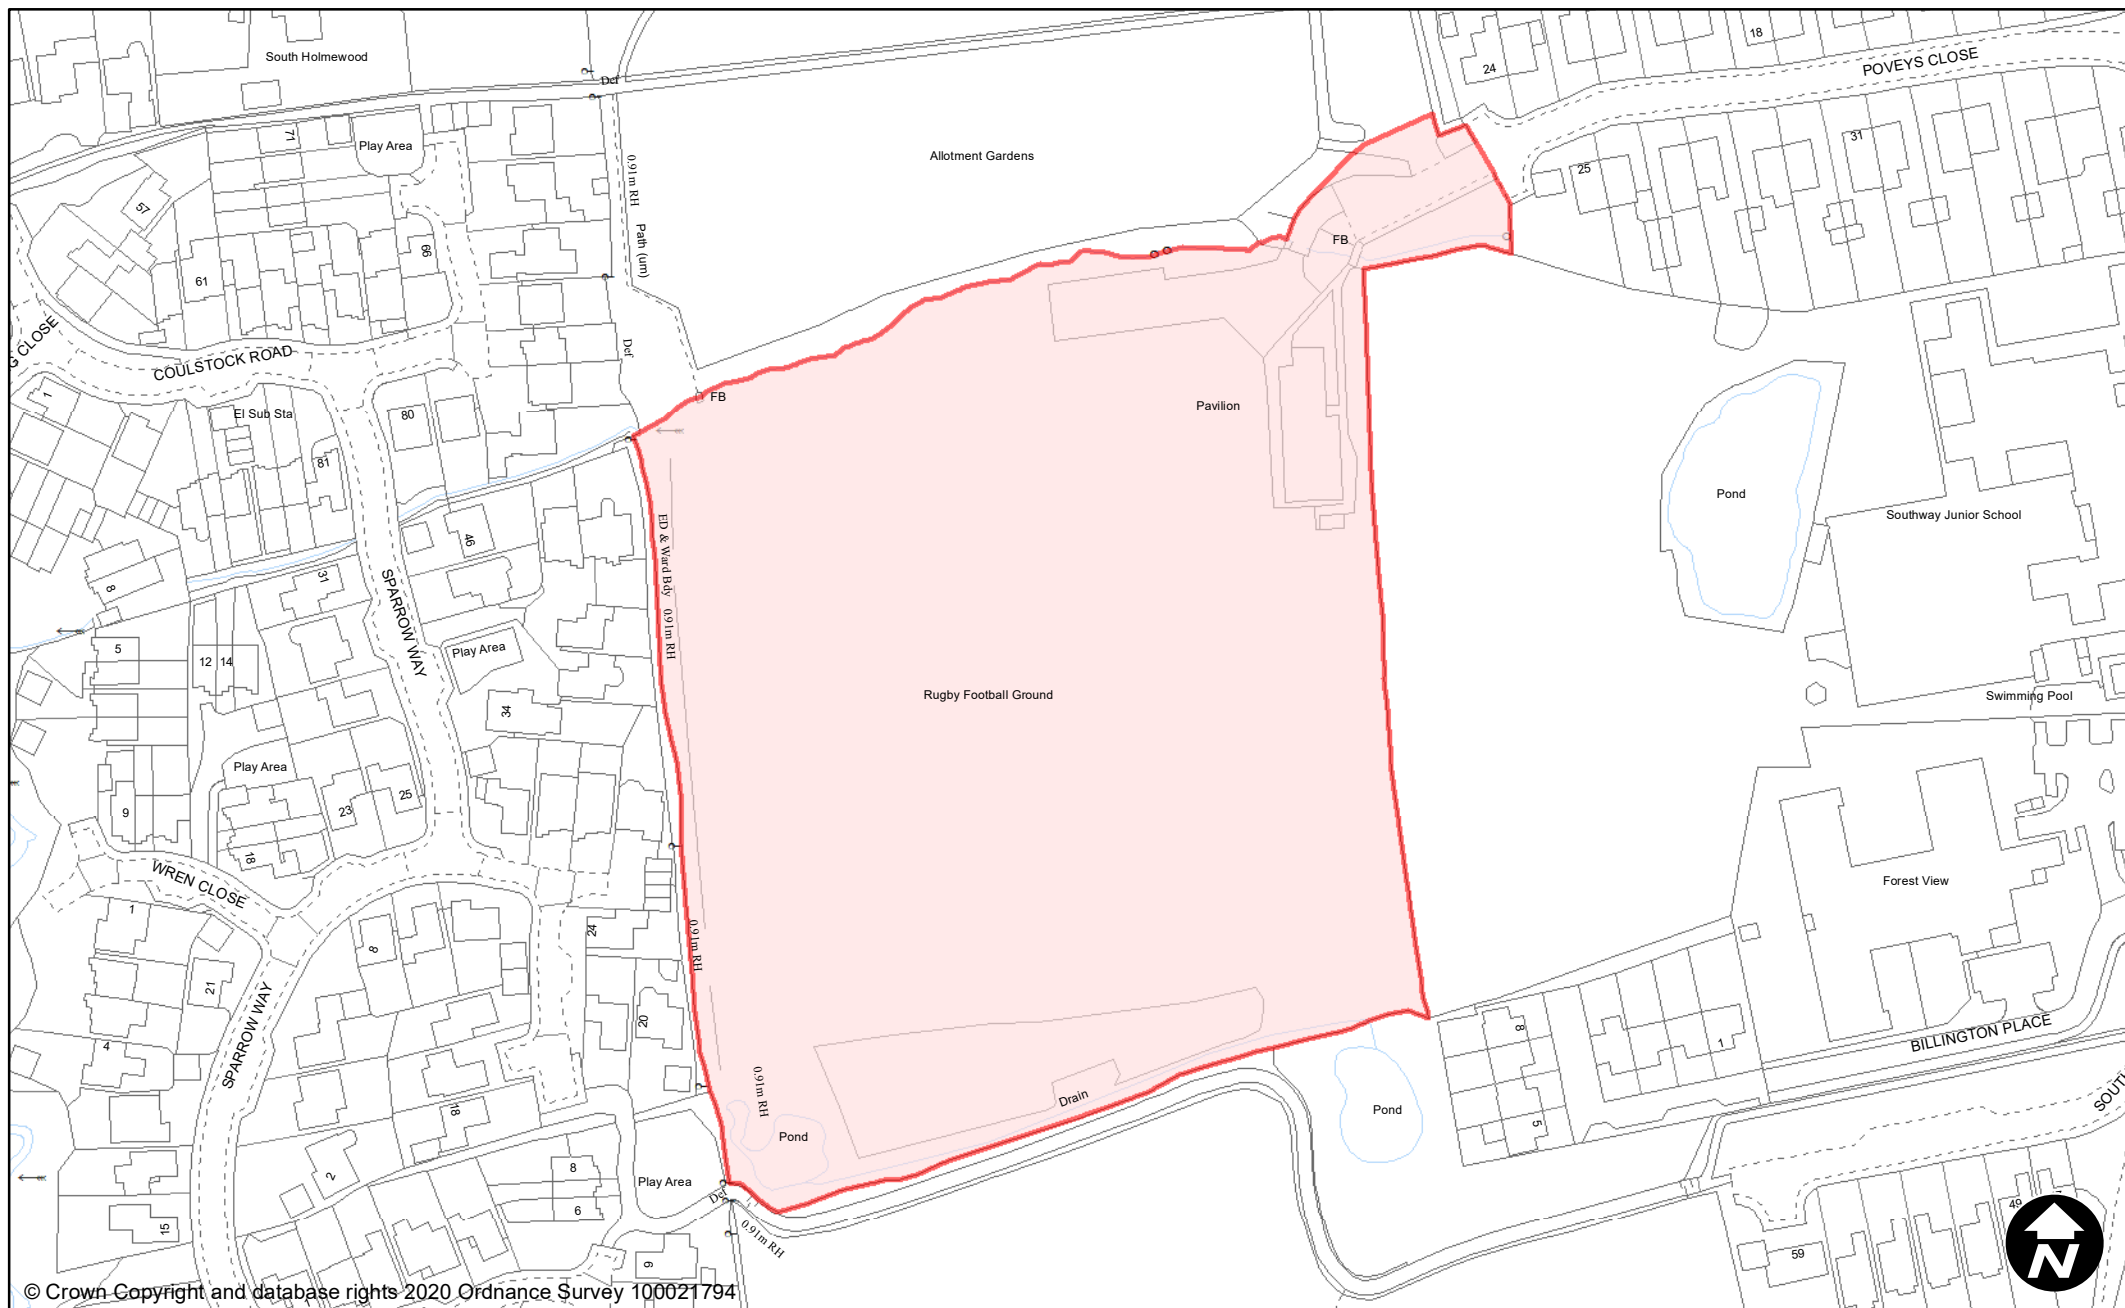 South Holmewood
Def
18
POVEYS CLOSE
24
71
Play Area
Allotment Gardens
31
25
57
0.91m RH
Path (um)
66
61
FB
G CLOSE
COULSTOCK ROAD
Def
1
El Sub Sta
80
FB
Pavilion
81
Pond
Southway Junior School
46
ED & Ward Bdy
0.91m RH
31
8
SPARROW WAY
5
12
14
Play Area
Rugby Football Ground
Swimming Pool
34
Play Area
9
23
25
18
WREN CLOSE
Forest View
1
8
24
0.91m RH
21
20
4
SPARROW WAY
8
1
BILLINGTON PLACE
0.91m RH
Drain
SOUTH
18
Pond
Pond
5
2
8
Play Area
Def
6
15
0.91m RH
49
59
9
N
© Crown Copyright and database rights 2020 Ordnance Survey 100021794